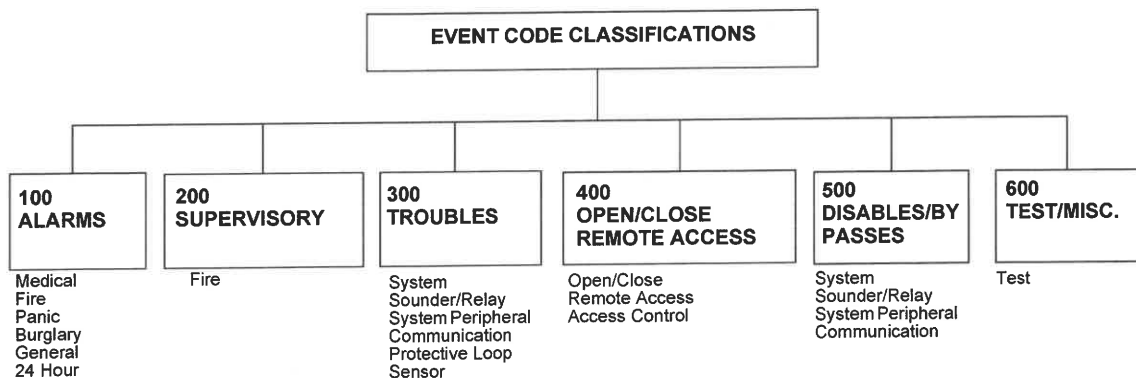 EVENT CODE CLASSIFICATIONS
100
ALARMS
Medical
Fire
Panic
Burglary
General
24 Hour
200
SUPERVISORY
Fire
300
TROUBLES
System
Sounder/Relay
System Peripheral
Communication
Protective Loop
Sensor
400
OPEN/CLOSE
REMOTE ACCESS
Open/Close
Remote Access
Access Control
500
DISABLES/BY
PASSES
System
Sounder/Relay
System Peripheral
Communication
600
TEST/MISC.
Test